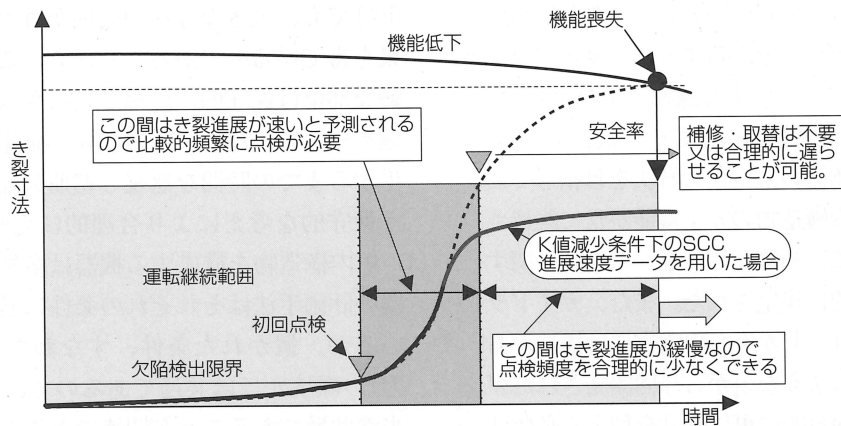 機能喪失
機能低下
この間はき裂進展が速いと予測される
ので比較的頻繁に点検が必要
安全率
補修・取替は不要
又は合理的に遅ら
せることが可能。
き裂寸法
K値減少条件下のSCC
進展速度データを用いた場合
運転継続範囲
初回点検
欠陥検出限界
この間はき裂進展が緩慢なので
点検頻度を合理的に少なくできる
時間